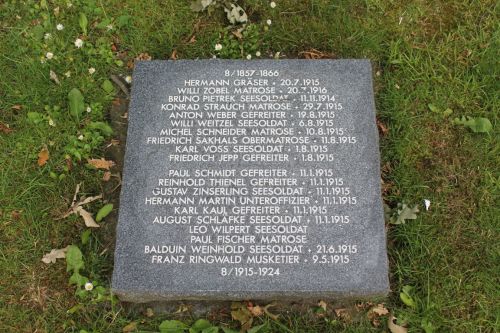 8/1857-1866
HERMANN GRÄSER • 20.7.1915
WILLI ZOBEL MATROSE • 20.7.1916
BRUNO PIETREK SEESOLDAT • 11.11.1914
KONRAD STRAUCH MATROSE • 29.7.1915
ANTON WEBER GEFREITER • 19.8.1915
WILLI WEITZEL SEESOLDAT • 6.8.1915
MICHEL SCHNEIDER MATROSE • 10.8.1915
FRIEDRICH SAKHALS OBERMATROSE • 11.8.1915
KARL VOSS SEESOLDAT • 1.8.1915
FRIEDRICH JEPP GEFREITER • 1.8.1915
PAUL SCHMIDT GEFREITER • 11.1.1915
REINHOLD THIENEL GEFREITER • 11.1.1915
GUSTAV ZINSERLING SEESOLDAT • 11.1.1915
HERMANN MARTIN UNTEROFFIZIER • 11.1.1915
KARL KAUL GEFREITER • 11.1.1915
AUGUST SCHLAFKE SEESOLDAT • 11.1.1915
LEO WILPERT SEESOLDAT
PAUL FISCHER MATROSE
BALDUIN WEINHOLD SEESOLDAT • 21.6.1915
FRANZ RINGWALD MUSKETIER • 9.5.1915
8/1915-1924